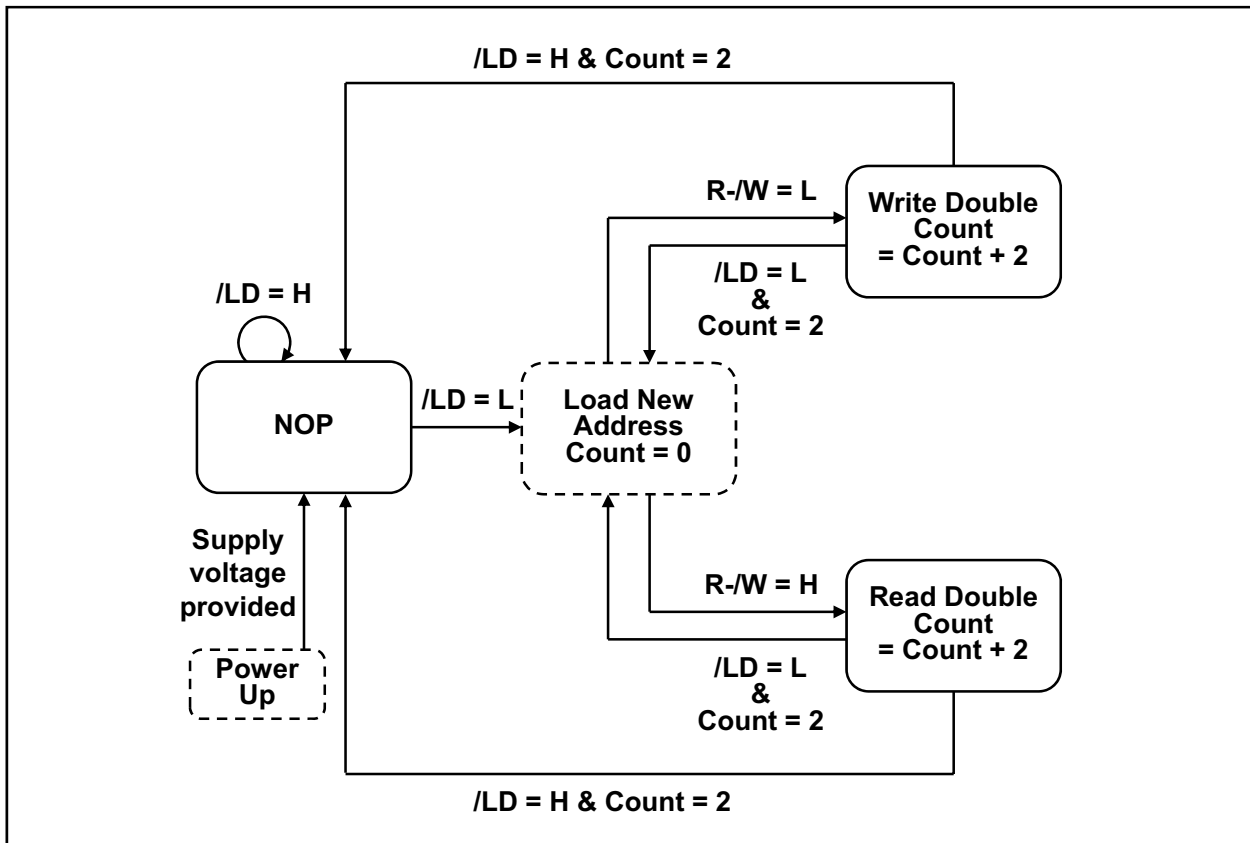 /LD = H & Count = 2
R-/W = L
Write Double
Count
= Count + 2
/LD = L
&
Count = 2
/LD = H
NOP
/LD = L
Load New
Address
Count = 0
Supply
voltage
provided
Power
Up
R-/W = H
Read Double
Count
= Count + 2
/LD = L
&
Count = 2
/LD = H & Count = 2